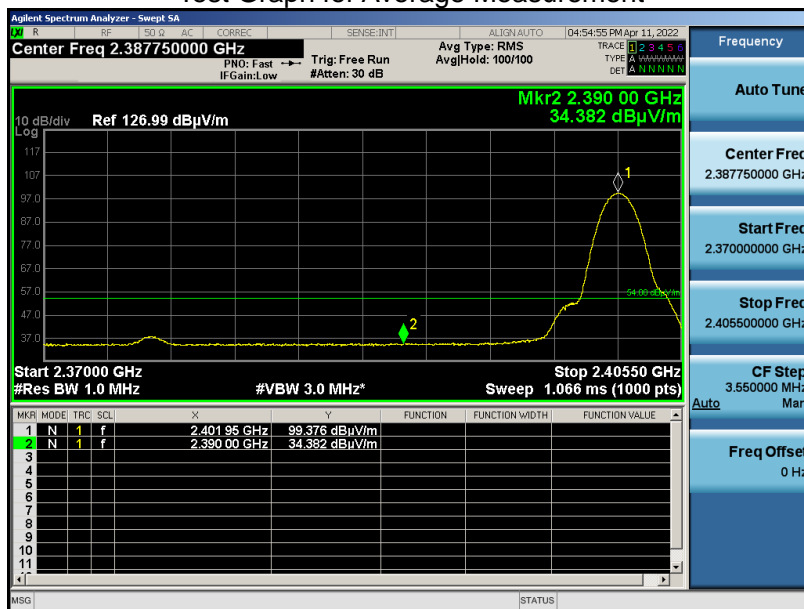 Test Graph for Average Measurement
Agilent Spectrum Analyzer - Swept SA
LXI R RF 50 Ω AC CORREC SENSE:INT ALIGN AUTO 04:54:55 PM Apr 11, 2022
Center Freq 2.387750000 GHz
PNO: Fast
IFGain:Low
Trig: Free Run
#Atten: 30 dB
Avg Type: RMS
Avg|Hold: 100/100
TRACE 1 2 3 4 5 6
TYPE A WWWWW
DET A N N N N N
Mkr2 2.390 00 GHz
34.382 dBµV/m
10 dB/div Ref 126.99 dBµV/m
Log
117
107
97.0
87.0
77.0
67.0
57.0
47.0
37.0
1
2
54.00 dBµV/m
Start 2.37000 GHz Stop 2.40550 GHz
#Res BW 1.0 MHz #VBW 3.0 MHz* Sweep 1.066 ms (1000 pts)
MKR MODE TRC SCL X Y FUNCTION FUNCTION WIDTH FUNCTION VALUE
1 N 1 f 2.401 95 GHz 99.376 dBµV/m
2 N 1 f 2.390 00 GHz 34.382 dBµV/m
3
4
5
6
7
8
9
10
11
MSG STATUS
Frequency
Auto Tune
Center Freq
2.387750000 GHz
Start Freq
2.370000000 GHz
Stop Freq
2.405500000 GHz
CF Step
3.550000 MHz
Auto Man
Freq Offset
0 Hz